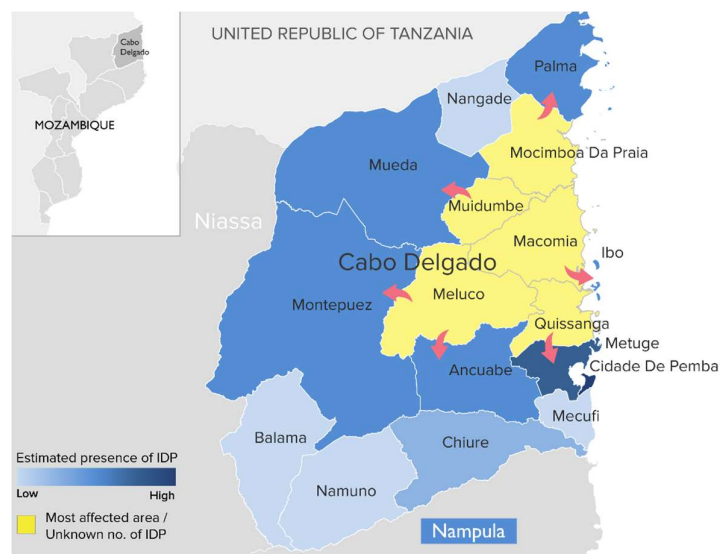 Cabo
Delgado
MOZAMBIQUE
UNITED REPUBLIC OF TANZANIA
Palma
Nangade
Mocimboa Da Praia
Mueda
Muidumbe
Niassa
Macomia
Ibo
Cabo Delgado
Meluco
Montepuez
Quissanga
Metuge
Cidade De Pemba
Ancuabe
Mecufi
Balama
Chiure
Namuno
Nampula
Estimated presence of IDP
Low
High
Most affected area /
Unknown no. of IDP